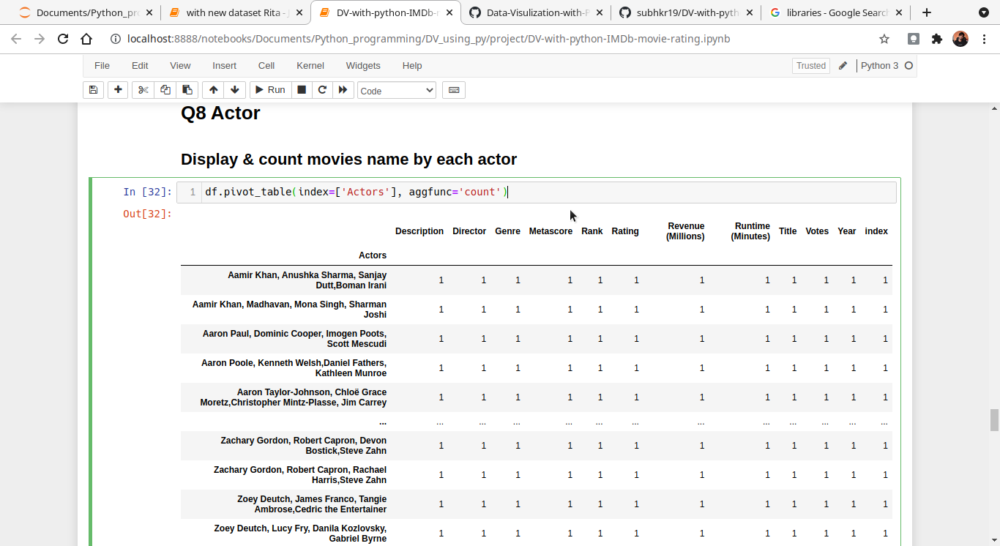 Documents/Python_pr
with new dataset Rita -
DV-with-python-IMDb-
Data-Visulization-with-P
subhkr19/DV-with-pyth
libraries - Google Search
localhost:8888/notebooks/Documents/Python_programming/DV_using_py/project/DV-with-python-IMDb-movie-rating.ipynb
File Edit View Insert Cell Kernel Widgets Help Trusted Python 3
Run Code
Q8 Actor
Display & count movies name by each actor
In [32]: 1 df.pivot_table(index=['Actors'], aggfunc='count')
Out[32]:
Description Director Genre Metascore Rank Rating Revenue (Millions) Runtime (Minutes) Title Votes Year index
Actors
Aamir Khan, Anushka Sharma, Sanjay
Dutt,Boman Irani 1 1 1 1 1 1 1 1 1 1 1 1
Aamir Khan, Madhavan, Mona Singh, Sharman
Joshi 1 1 1 1 1 1 1 1 1 1 1 1
Aaron Paul, Dominic Cooper, Imogen Poots,
Scott Mescudi 1 1 1 1 1 1 1 1 1 1 1 1
Aaron Poole, Kenneth Welsh,Daniel Fathers,
Kathleen Munroe 1 1 1 1 1 1 1 1 1 1 1 1
Aaron Taylor-Johnson, Chloë Grace
Moretz,Christopher Mintz-Plasse, Jim Carrey 1 1 1 1 1 1 1 1 1 1 1 1
... ... ... ... ... ... ... ... ... ... ... ... ...
Zachary Gordon, Robert Capron, Devon
Bostick,Steve Zahn 1 1 1 1 1 1 1 1 1 1 1 1
Zachary Gordon, Robert Capron, Rachael
Harris,Steve Zahn 1 1 1 1 1 1 1 1 1 1 1 1
Zoey Deutch, James Franco, Tangie
Ambrose,Cedric the Entertainer 1 1 1 1 1 1 1 1 1 1 1 1
Zoey Deutch, Lucy Fry, Danila Kozlovsky,
Gabriel Byrne 1 1 1 1 1 1 1 1 1 1 1 1